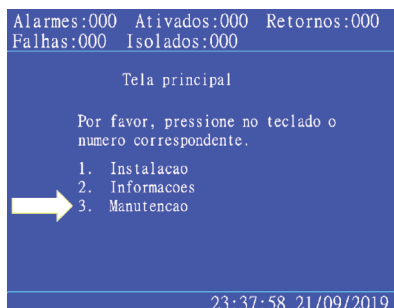 Alarmes:000 Ativados:000 Retornos:000
Falhas:000 Isolados:000
Tela principal
Por favor, pressione no teclado o
numero correspondente.
1. Instalacao
2. Informacoes
3. Manutencao
23:37:58 21/09/2019